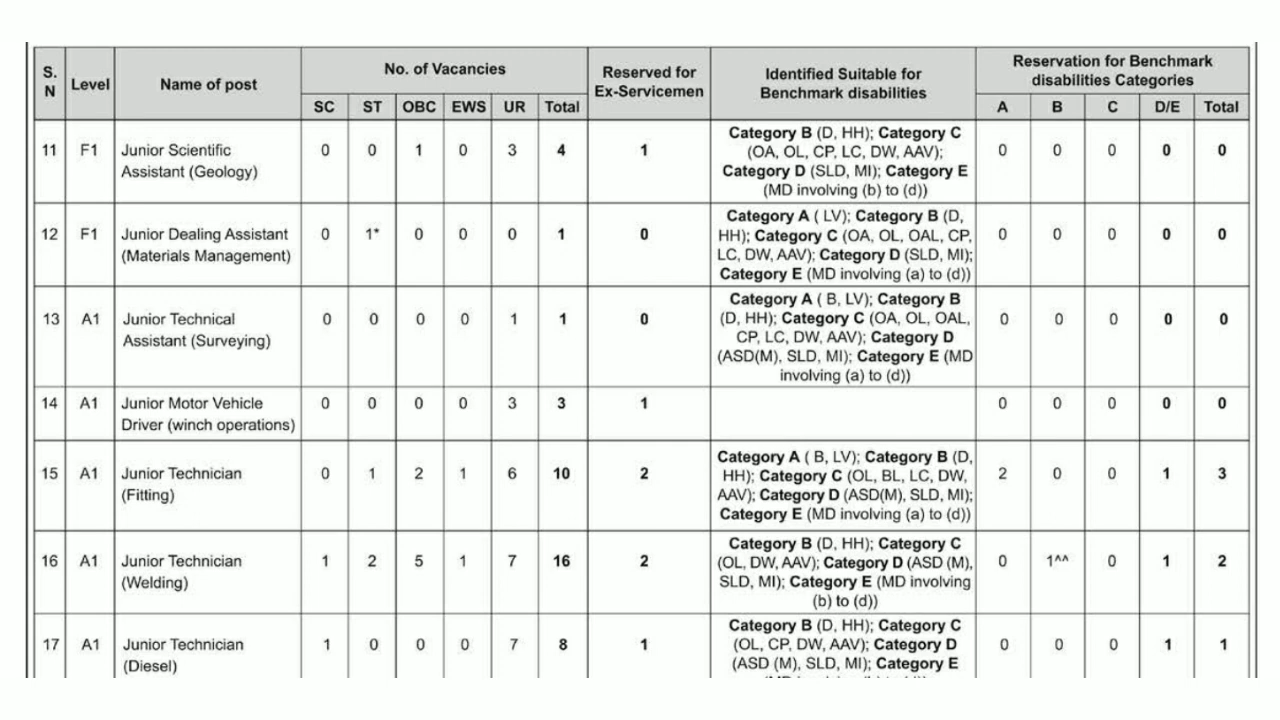 S. N Level Name of post No. of Vacancies Reserved for Ex-Servicemen Identified Suitable for Benchmark disabilities Reservation for Benchmark disabilities Categories
SC ST OBC EWS UR Total A B C D/E Total
11 F1 Junior Scientific Assistant (Geology) 0 0 1 0 3 4 1 Category B (D, HH); Category C (OA, OL, CP, LC, DW, AAV); Category D (SLD, MI); Category E (MD involving (b) to (d)) 0 0 0 0 0
12 F1 Junior Dealing Assistant (Materials Management) 0 1* 0 0 0 1 0 Category A ( LV); Category B (D, HH); Category C (OA, OL, OAL, CP, LC, DW, AAV); Category D (SLD, MI); Category E (MD involving (a) to (d)) 0 0 0 0 0
13 A1 Junior Technical Assistant (Surveying) 0 0 0 0 1 1 0 Category A ( B, LV); Category B (D, HH); Category C (OA, OL, OAL, CP, LC, DW, AAV); Category D (ASD(M), SLD, MI); Category E (MD involving (a) to (d)) 0 0 0 0 0
14 A1 Junior Motor Vehicle Driver (winch operations) 0 0 0 0 3 3 1 0 0 0 0 0
15 A1 Junior Technician (Fitting) 0 1 2 1 6 10 2 Category A ( B, LV); Category B (D, HH); Category C (OL, BL, LC, DW, AAV); Category D (ASD(M), SLD, MI); Category E (MD involving (a) to (d)) 2 0 0 1 3
16 A1 Junior Technician (Welding) 1 2 5 1 7 16 2 Category B (D, HH); Category C (OL, DW, AAV); Category D (ASD (M), SLD, MI); Category E (MD involving (b) to (d)) 0 1^^ 0 1 2
17 A1 Junior Technician (Diesel) 1 0 0 0 7 8 1 Category B (D, HH); Category C (OL, CP, DW, AAV); Category D (ASD (M), SLD, MI); Category E 0 0 0 1 1